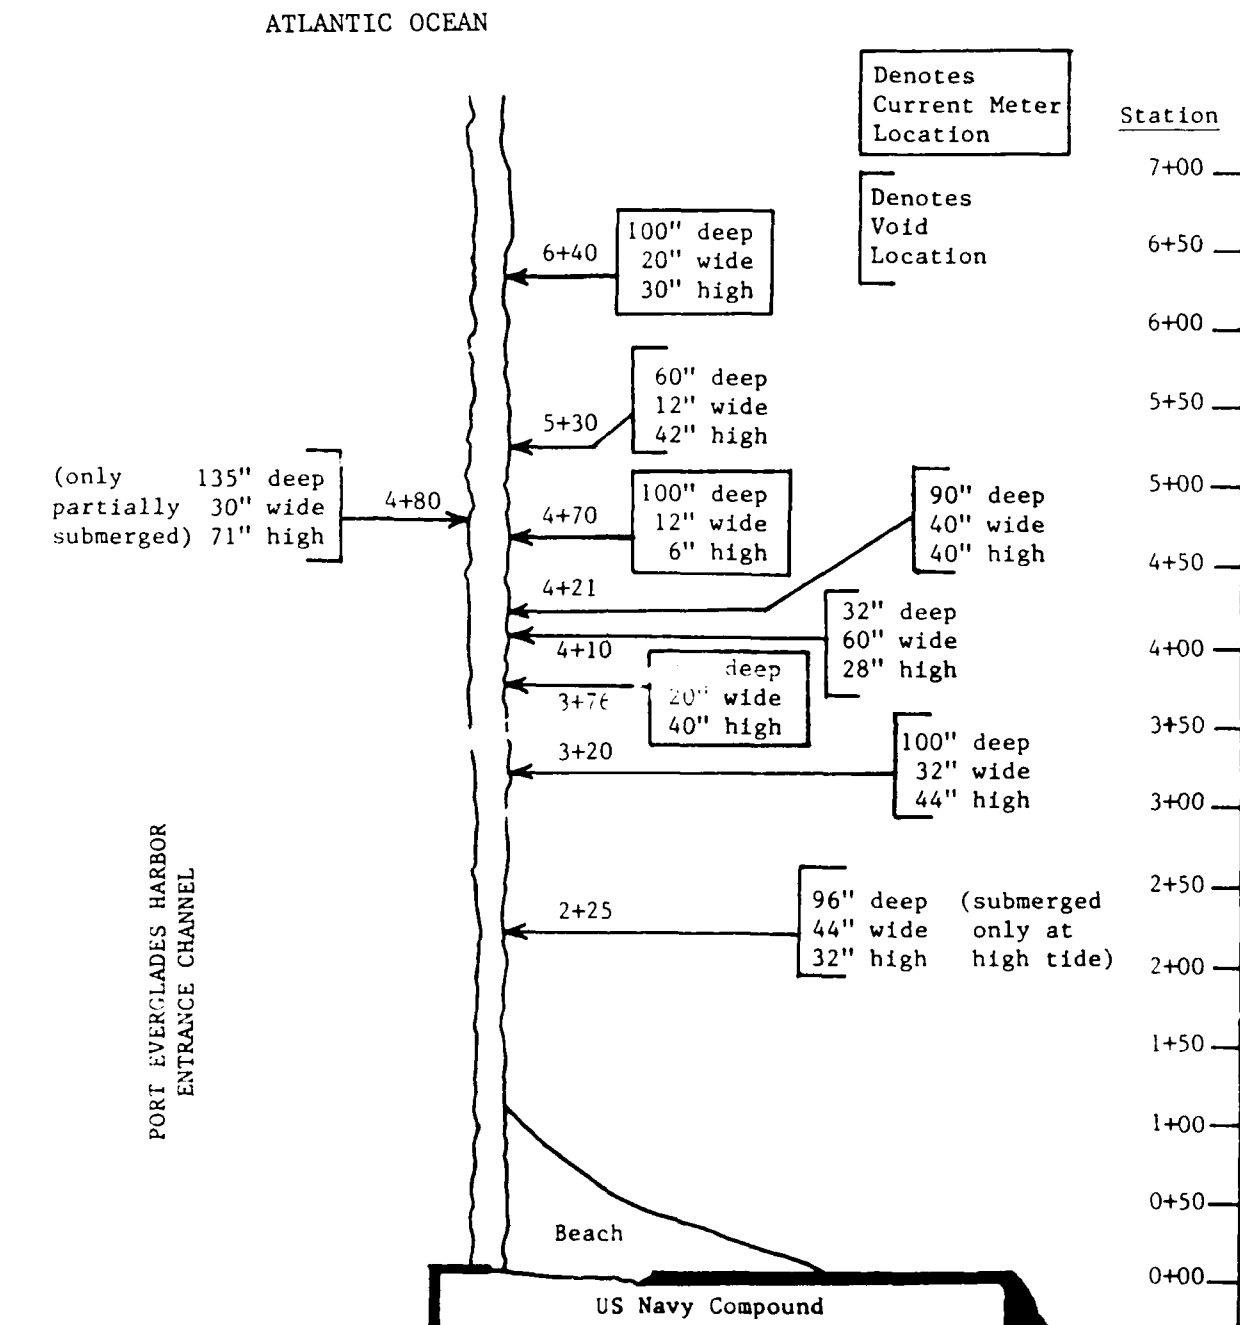 ATLANTIC OCEAN
Denotes
Current Meter
Location
Denotes
Void
Location
Station
7+00
6+50
6+00
5+50
5+00
4+50
4+00
3+50
3+00
2+50
2+00
1+50
1+00
0+50
0+00
6+40
100" deep
20" wide
30" high
5+30
60" deep
12" wide
42" high
(only 135" deep
partially 30" wide
submerged) 71" high
4+80
4+70
100" deep
12" wide
6" high
4+21
90" deep
40" wide
40" high
4+10
32" deep
60" wide
28" high
3+76
deep
20" wide
40" high
3+20
100" deep
32" wide
44" high
2+25
96" deep (submerged
44" wide only at
32" high high tide)
PORT EVERGLADES HARBOR
ENTRANCE CHANNEL
Beach
US Navy Compound